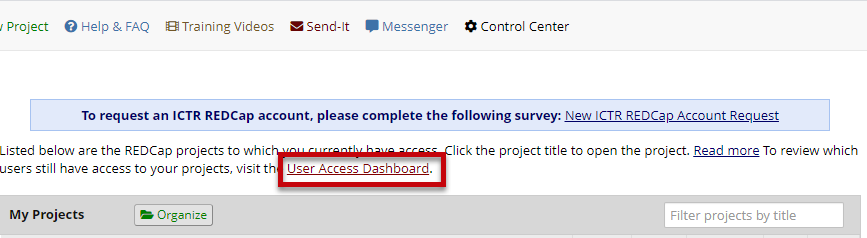 Project Help & FAQ Training Videos Send-It Messenger Control Center
To request an ICTR REDCap account, please complete the following survey: New ICTR REDCap Account Request
Listed below are the REDCap projects to which you currently have access. Click the project title to open the project. Read more To review which
users still have access to your projects, visit the User Access Dashboard.
My Projects Organize Filter projects by title